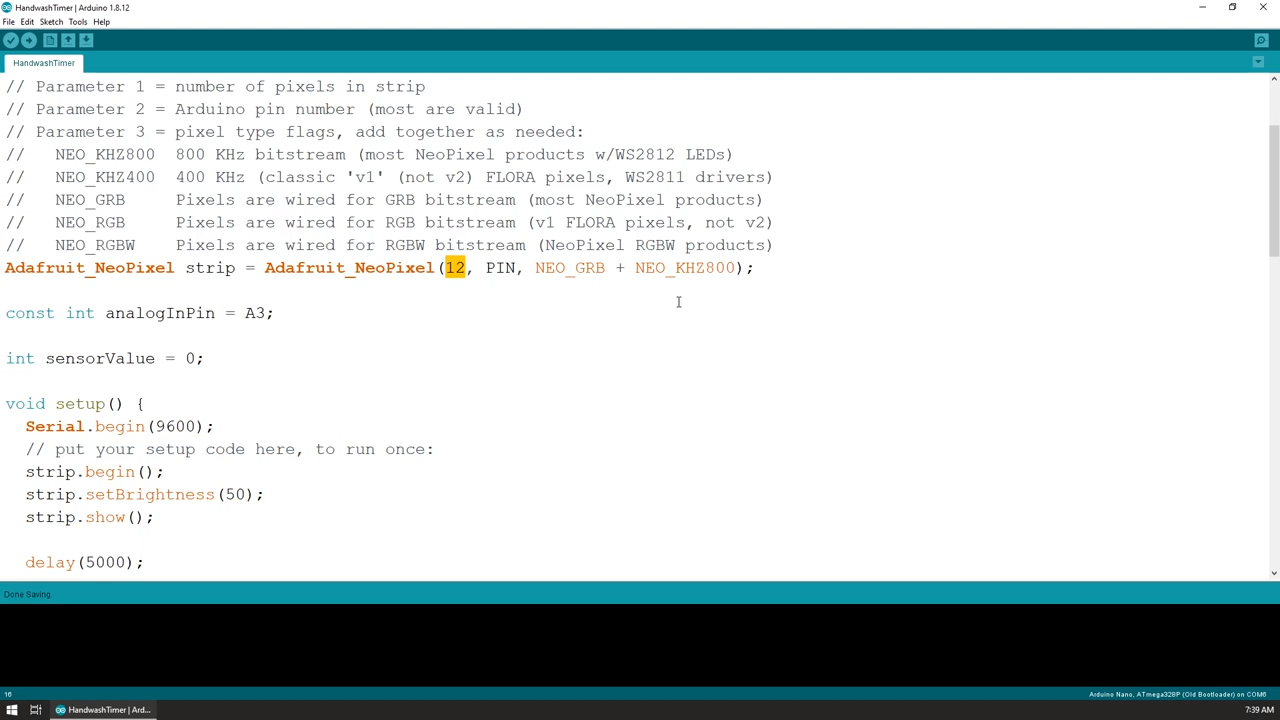 HandwashTimer | Arduino 1.8.12
File Edit Sketch Tools Help
HandwashTimer
// Parameter 1 = number of pixels in strip
// Parameter 2 = Arduino pin number (most are valid)
// Parameter 3 = pixel type flags, add together as needed:
//   NEO_KHZ800  800 KHz bitstream (most NeoPixel products w/WS2812 LEDs)
//   NEO_KHZ400  400 KHz (classic 'v1' (not v2) FLORA pixels, WS2811 drivers)
//   NEO_GRB     Pixels are wired for GRB bitstream (most NeoPixel products)
//   NEO_RGB     Pixels are wired for RGB bitstream (v1 FLORA pixels, not v2)
//   NEO_RGBW    Pixels are wired for RGBW bitstream (NeoPixel RGBW products)
Adafruit_NeoPixel strip = Adafruit_NeoPixel(12, PIN, NEO_GRB + NEO_KHZ800);
const int analogInPin = A3;
int sensorValue = 0;
void setup() {
  Serial.begin(9600);
  // put your setup code here, to run once:
  strip.begin();
  strip.setBrightness(50);
  strip.show();
  delay(5000);
Done Saving.
16 Arduino Nano, ATmega328P (Old Bootloader) on COM6
HandwashTimer | Ard... 7:39 AM